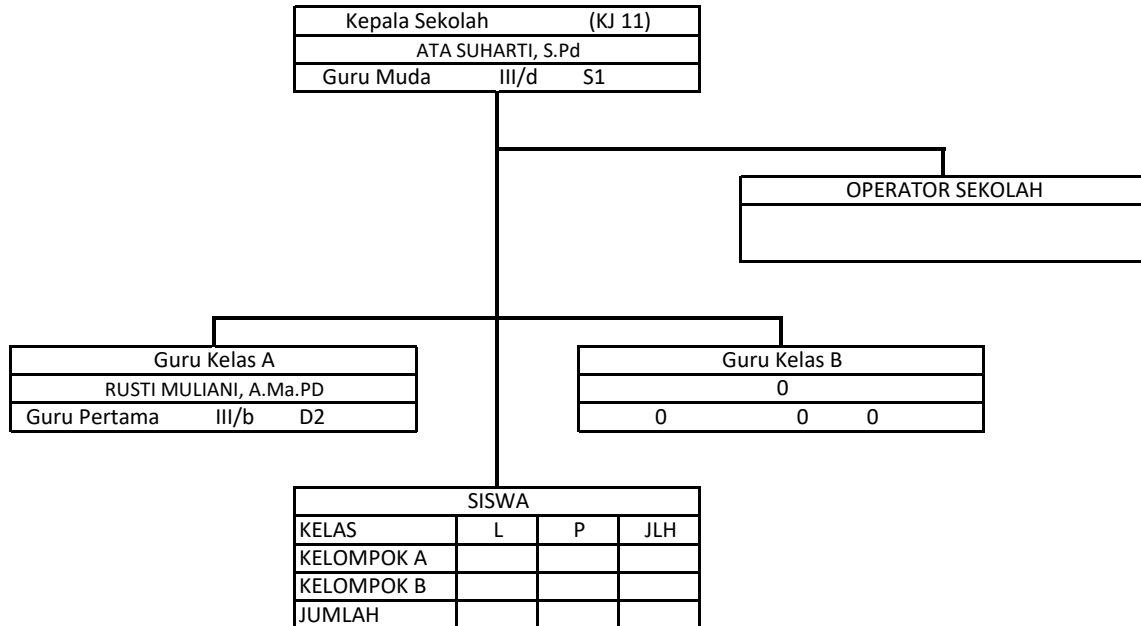 Kepala Sekolah (KJ 11)
ATA SUHARTI, S.Pd
Guru Muda III/d S1
OPERATOR SEKOLAH
Guru Kelas A
RUSTI MULIANI, A.Ma.PD
Guru Pertama III/b D2
Guru Kelas B
0
0 0 0
SISWA
KELAS L P JLH
KELOMPOK A
KELOMPOK B
JUMLAH